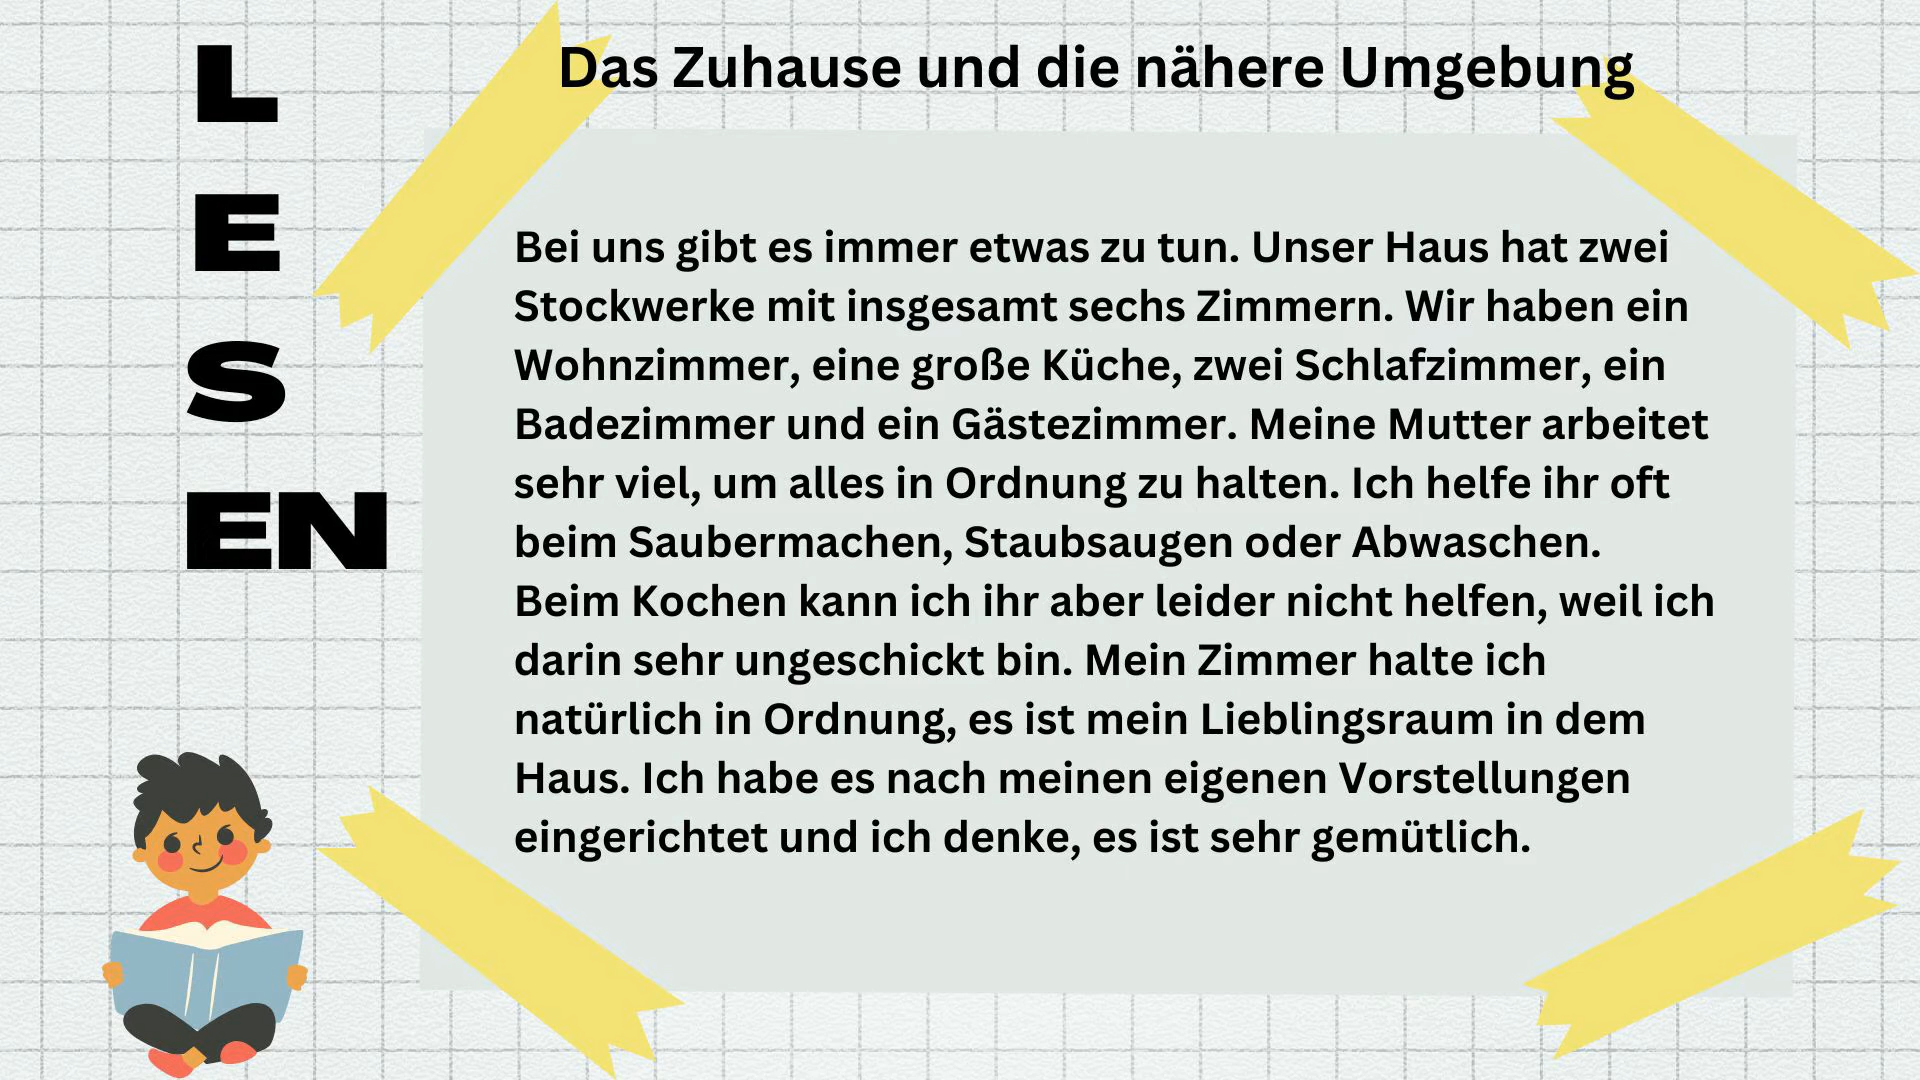 L
E
S
EN
Das Zuhause und die nähere Umgebung
Bei uns gibt es immer etwas zu tun. Unser Haus hat zwei
Stockwerke mit insgesamt sechs Zimmern. Wir haben ein
Wohnzimmer, eine große Küche, zwei Schlafzimmer, ein
Badezimmer und ein Gästezimmer. Meine Mutter arbeitet
sehr viel, um alles in Ordnung zu halten. Ich helfe ihr oft
beim Saubermachen, Staubsaugen oder Abwaschen.
Beim Kochen kann ich ihr aber leider nicht helfen, weil ich
darin sehr ungeschickt bin. Mein Zimmer halte ich
natürlich in Ordnung, es ist mein Lieblingsraum in dem
Haus. Ich habe es nach meinen eigenen Vorstellungen
eingerichtet und ich denke, es ist sehr gemütlich.